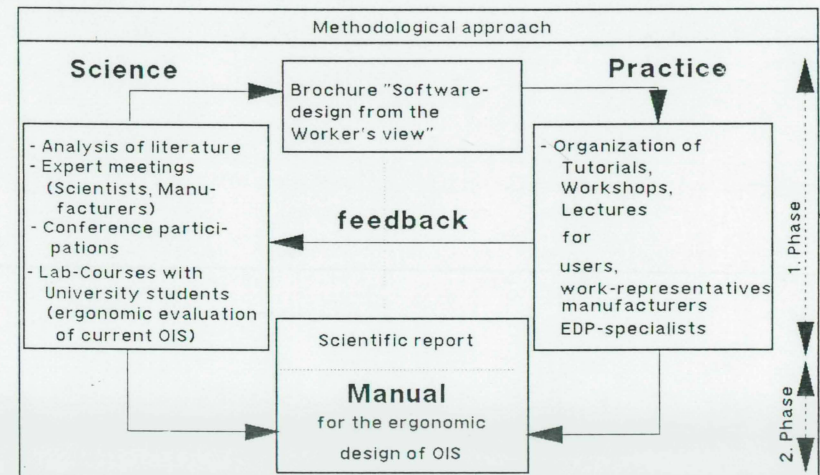 Methodological approach
Science
Practice
Brochure "Software-
design from the
Worker's view"
- Analysis of literature
- Expert meetings
(Scientists, Manu-
facturers)
- Conference partici-
pations
- Lab-Courses with
University students
(ergonomic evaluation
of current OIS)
feedback
- Organization of
Tutorials,
Workshops,
Lectures
for
users,
work-representatives
manufacturers
EDP-specialists
1. Phase
Scientific report
Manual
for the ergonomic
design of OIS
2. Phase